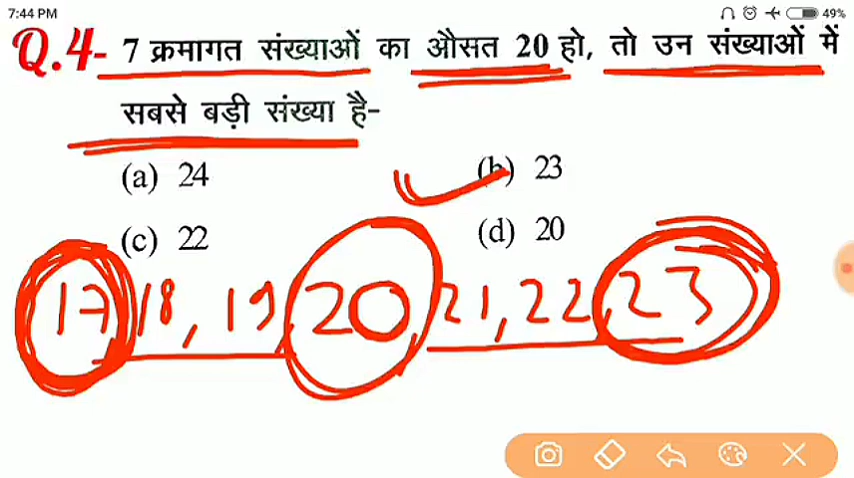 7:44 PM 49%
Q.4- 7 क्रमागत संख्याओं का औसत 20 हो, तो उन संख्याओं में
सबसे बड़ी संख्या है-
(a) 24 (b) 23
(c) 22 (d) 20
17 18, 19, 20, 21, 22, 23